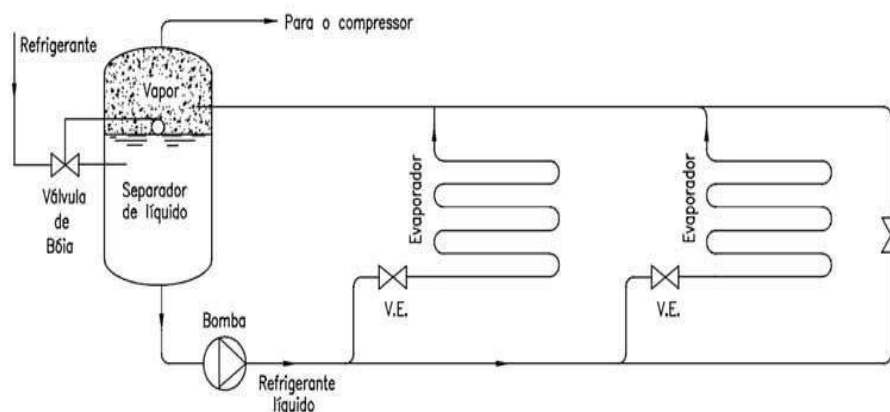 Para o compressor
Refrigerante
Vapor
Separador
de líquido
Válvula
de
Bóia
Evaporador
Evaporador
V.E.
V.E.
Bomba
Refrigerante
líquido